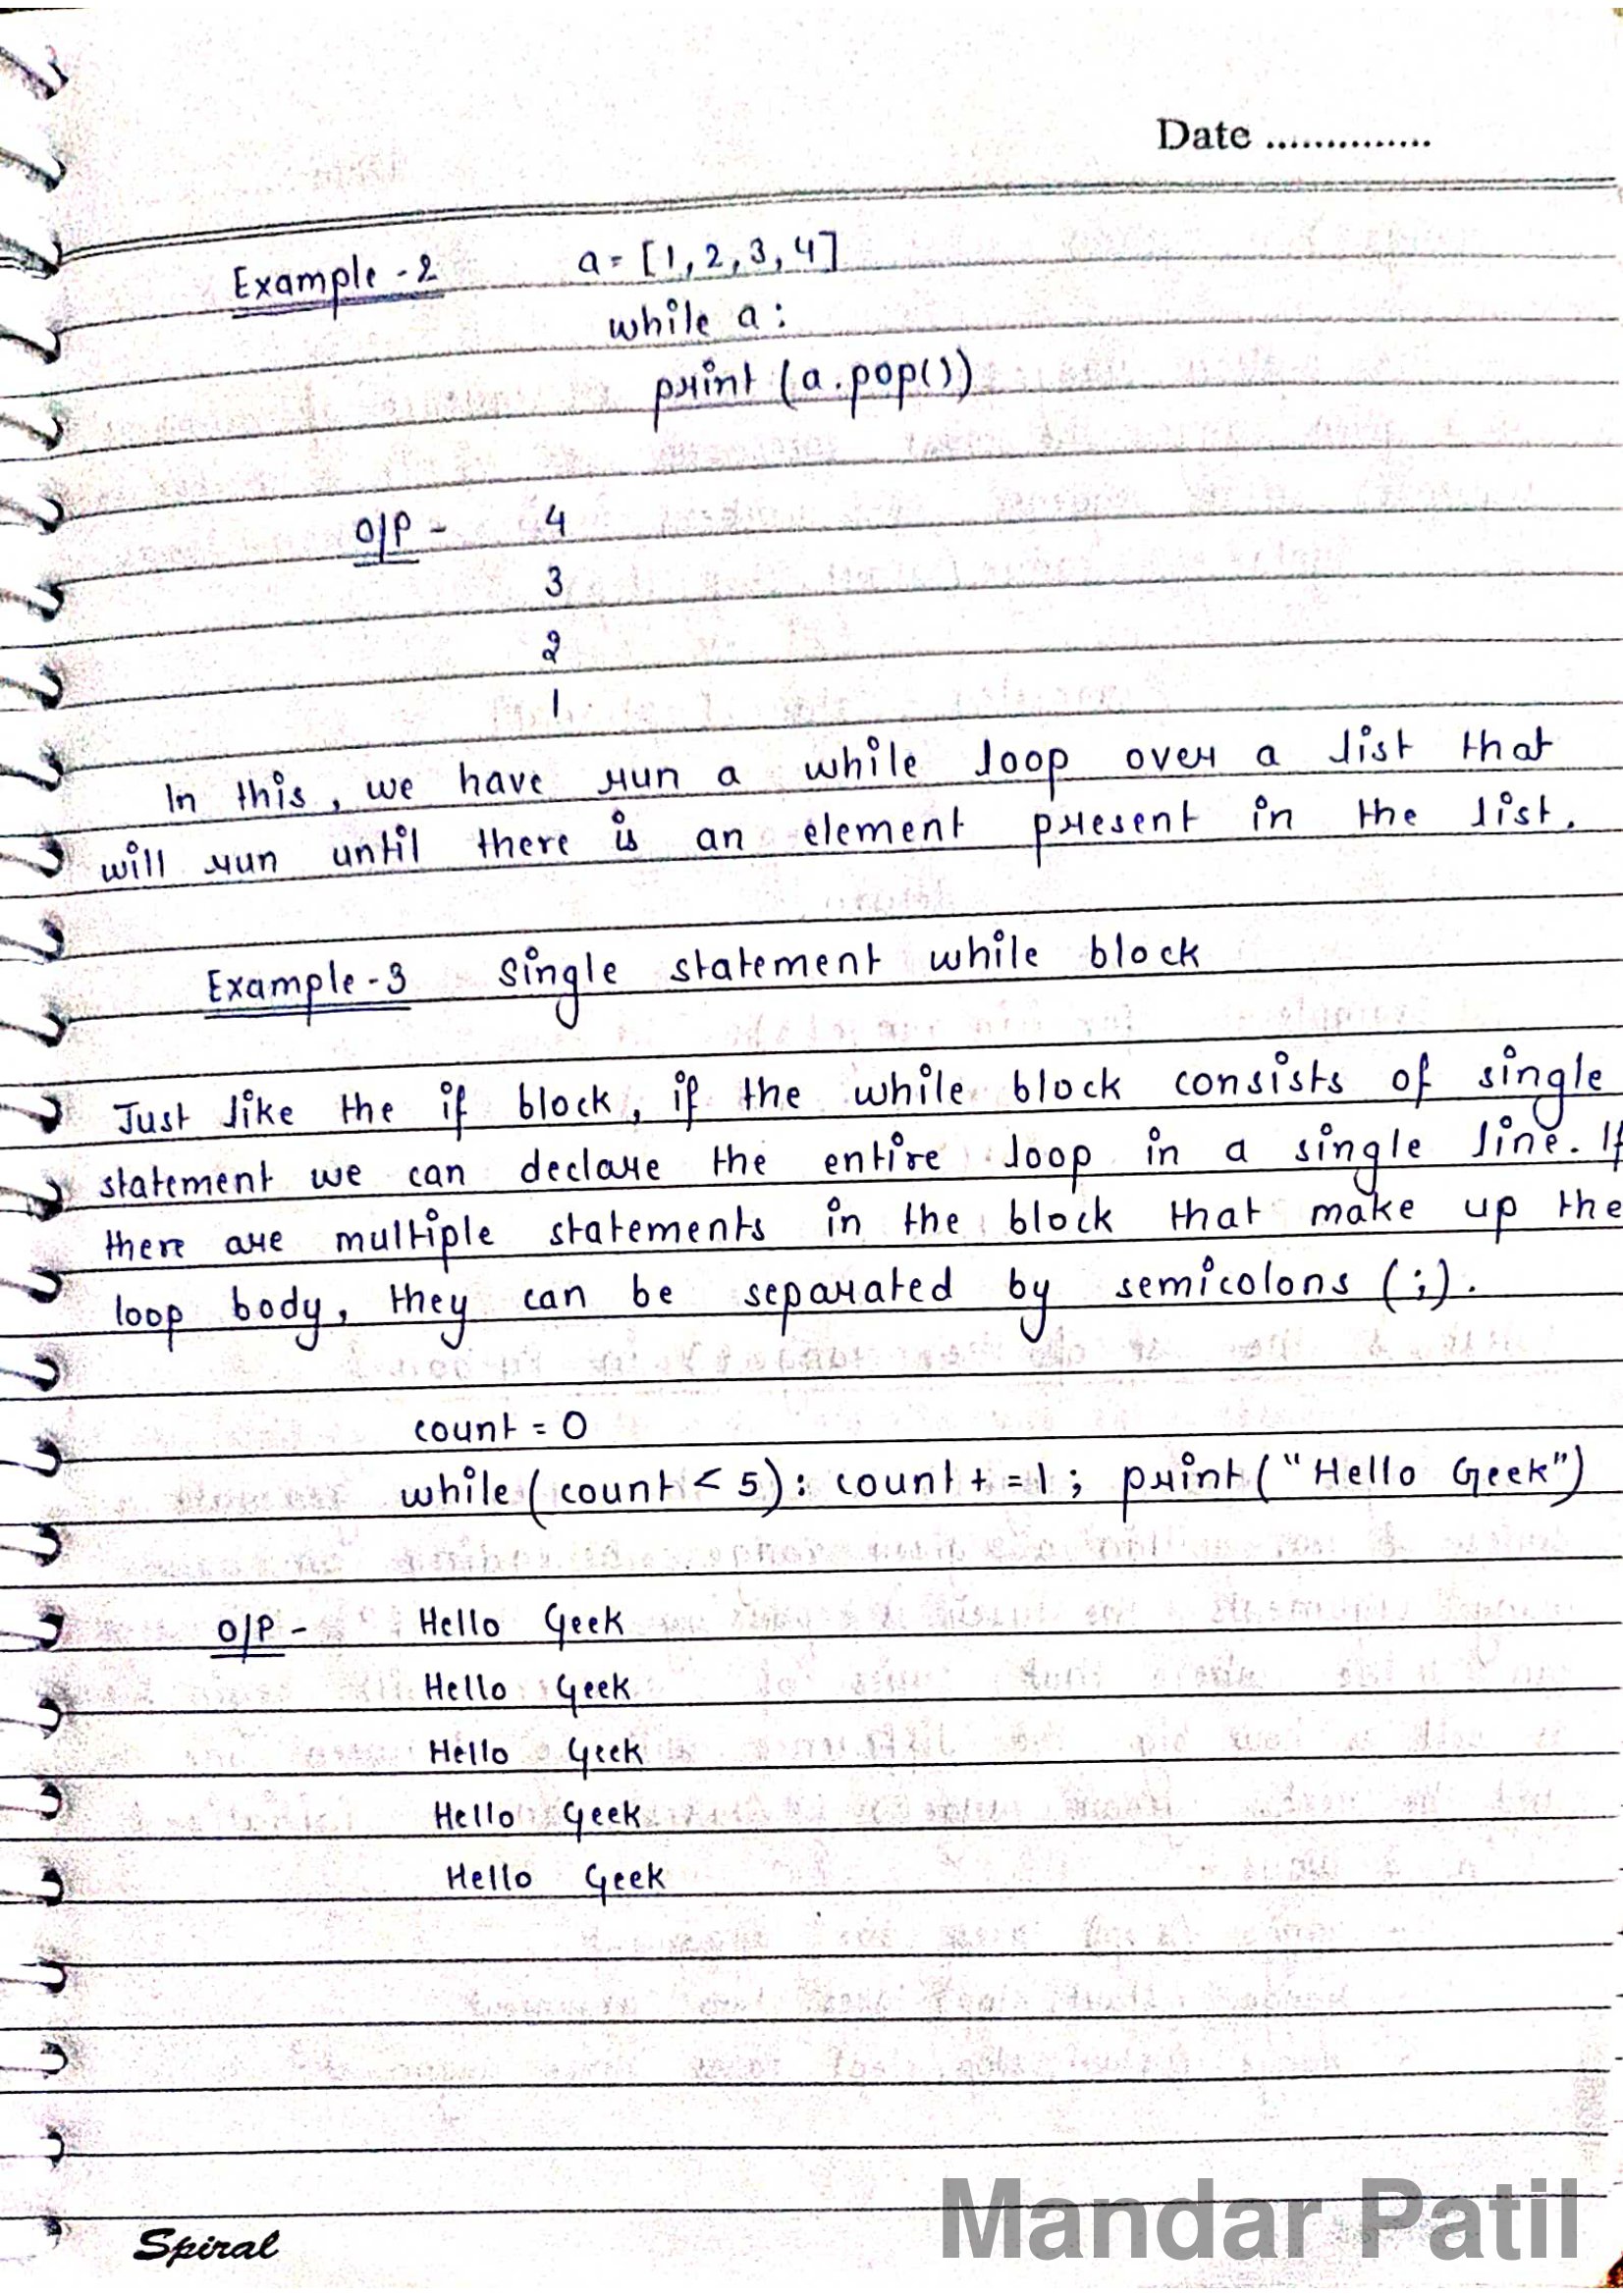 Date ..............
Example - 2 a = [1, 2, 3, 4]
while a :
print (a.pop())
O/P - 4
3
2
1
In this, we have run a while loop over a list that
will run until there is an element present in the list.
Example - 3 Single statement while block
Just like the if block, if the while block consists of single
statement we can declare the entire loop in a single line. If
there are multiple statements in the block that make up the
loop body, they can be separated by semicolons (;).
count = 0
while (count < 5) : count + = 1 ; print ("Hello Geek")
O/P - Hello Geek
Hello Geek
Hello Geek
Hello Geek
Hello Geek
Spiral
Mandar Patil